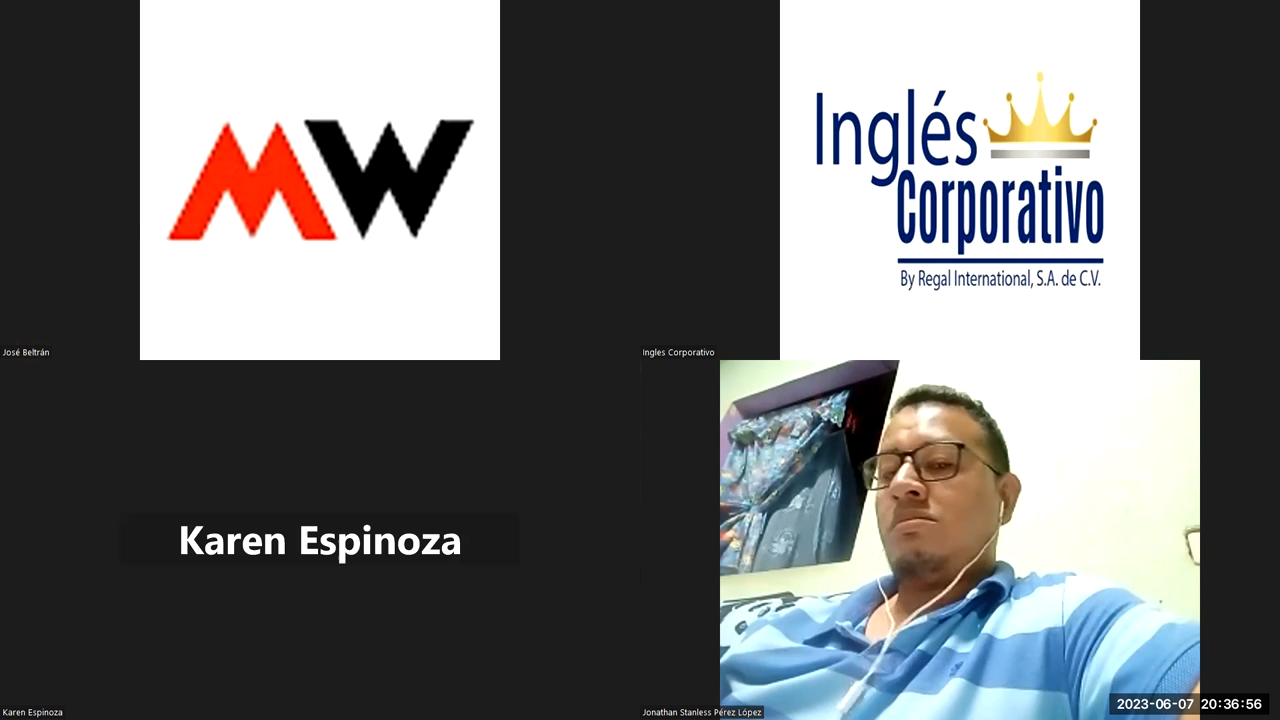 MW
Inglés
Corporativo
By Regal International, S.A. de C.V.
José Beltrán
Ingles Corporativo
Karen Espinoza
Karen Espinoza
Jonathan Stanless Pérez López
2023-06-07 20:36:56